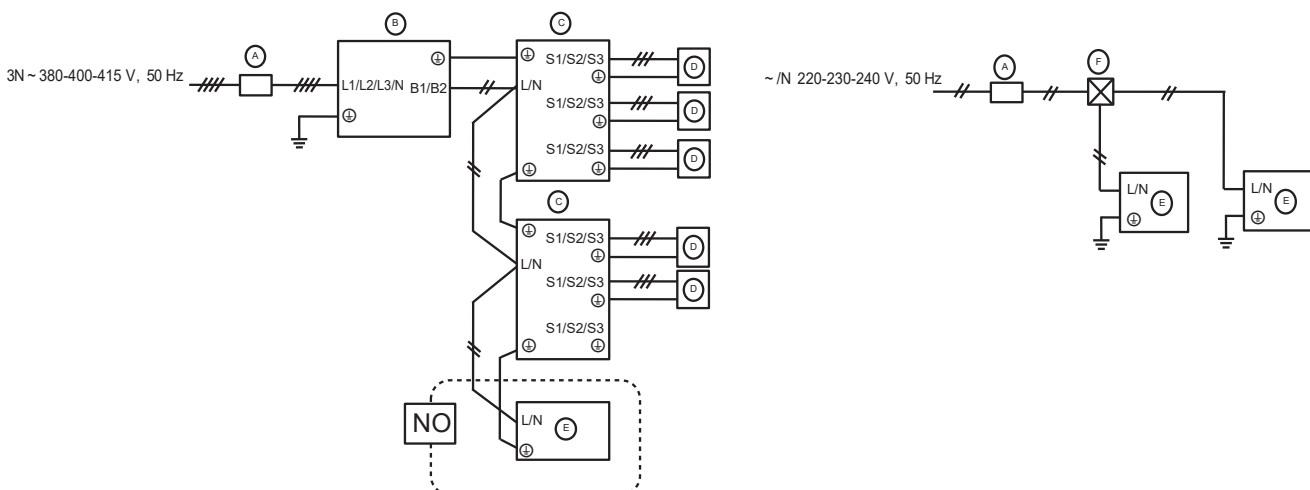 B
C
A
A
F
3N ~ 380-400-415 V, 50 Hz
L1/L2/L3/N B1/B2
L/N
S1/S2/S3
D
S1/S2/S3
D
S1/S2/S3
D
C
L/N
S1/S2/S3
D
S1/S2/S3
D
S1/S2/S3
NO
L/N
E
~ /N 220-230-240 V, 50 Hz
L/N
E
L/N
E